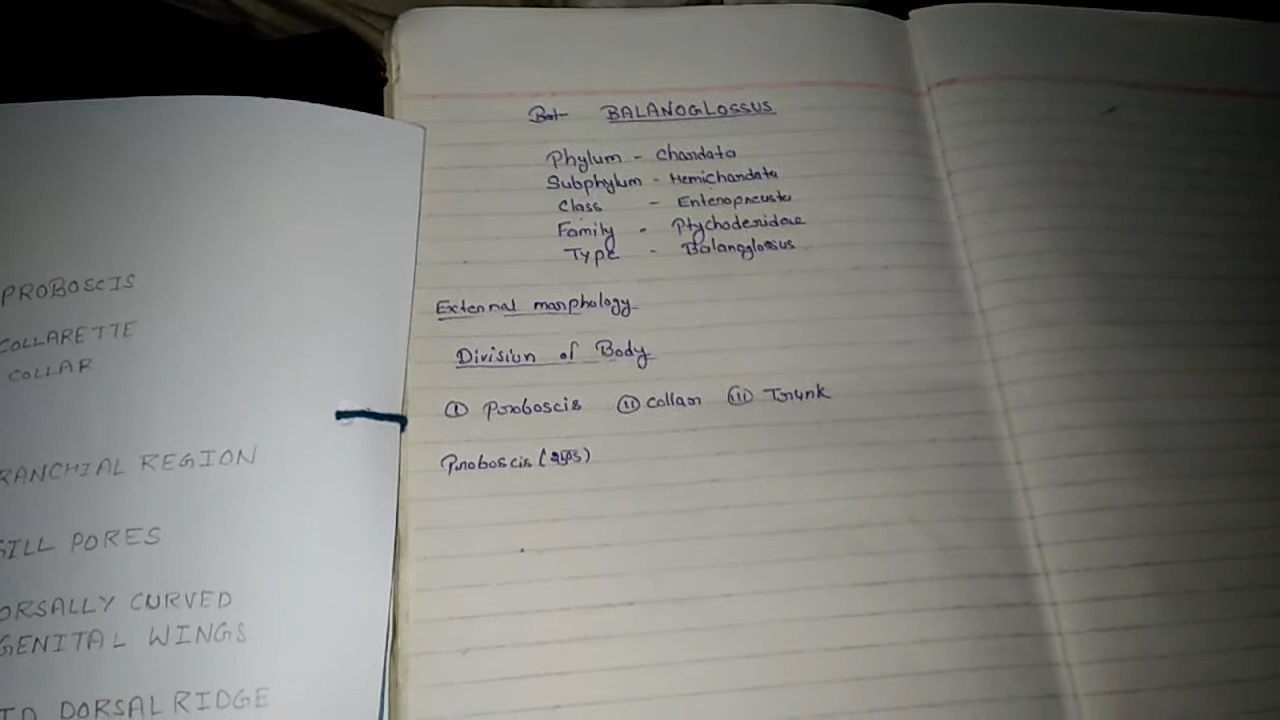 PROBOSCIS
COLLARETTE
COLLAR
RANCHIAL REGION
GILL PORES
ORSALLY CURVED
GENITAL WINGS
DORSAL RIDGE
BALANOGLOSSUS
Phylum - Chordata
Subphylum - Hemichordata
Class - Enteropneusta
Family - Ptychoderidae
Type - Balanoglossus
External morphology
Division of Body
(i) Proboscis (ii) Collar (iii) Trunk
Proboscis (